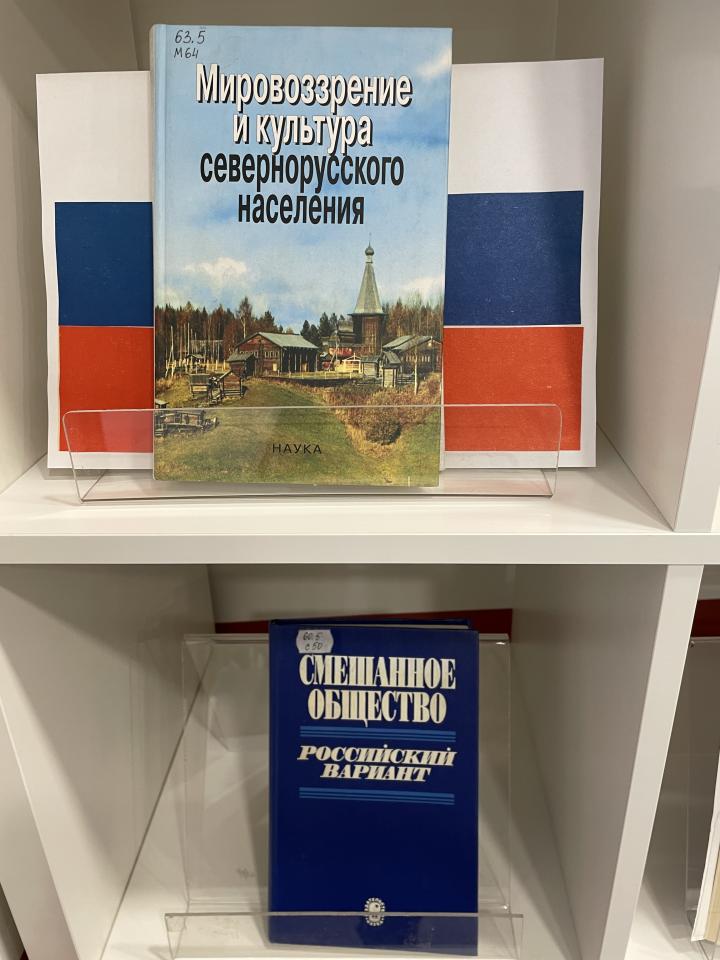 63.5
М64
Мировоззрение
и культура
севернорусского
населения
НАУКА
60.5
С50
СМЕШАННОЕ
ОБЩЕСТВО
РОССИЙСКИЙ
ВАРИАНТ